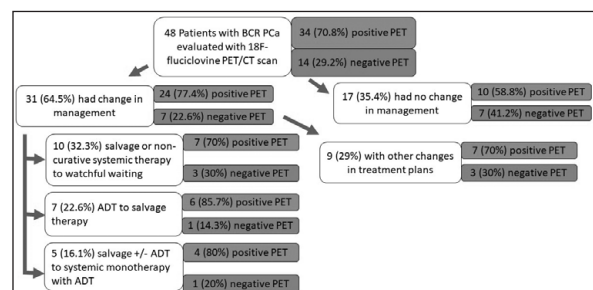 48 Patients with BCR PCa
evaluated with 18F-
fluciclovine PET/CT scan
34 (70.8%) positive PET
14 (29.2%) negative PET
31 (64.5%) had change in
management
24 (77.4%) positive PET
7 (22.6%) negative PET
17 (35.4%) had no change
in management
10 (58.8%) positive PET
7 (41.2%) negative PET
10 (32.3%) salvage or non-
curative systemic therapy
to watchful waiting
7 (70%) positive PET
3 (30%) negative PET
9 (29%) with other changes
in treatment plans
7 (70%) positive PET
3 (30%) negative PET
7 (22.6%) ADT to salvage
therapy
6 (85.7%) positive PET
1 (14.3%) negative PET
5 (16.1%) salvage +/- ADT
to systemic monotherapy
with ADT
4 (80%) positive PET
1 (20%) negative PET